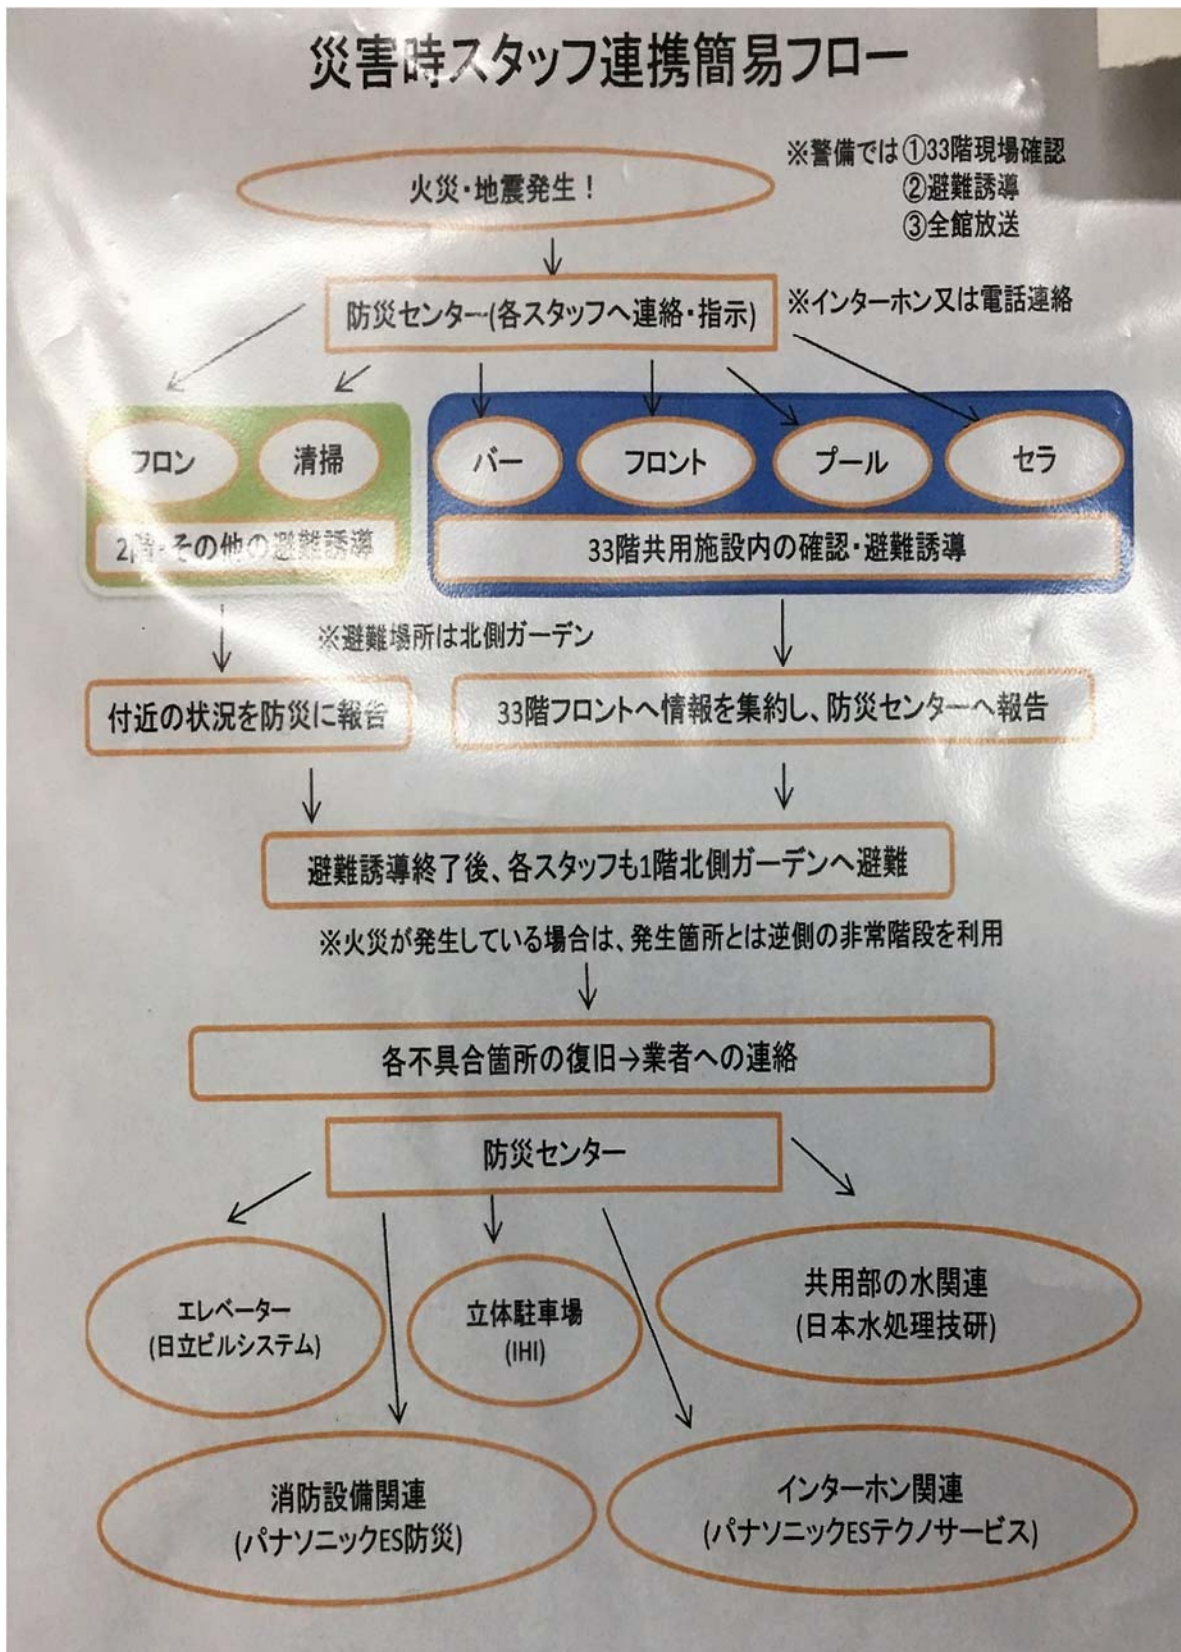 災害時スタッフ連携簡易フロー
※警備では ①33階現場確認
②避難誘導
③全館放送
火災・地震発生！
防災センター(各スタッフへ連絡・指示)
※インターホン又は電話連絡
フロン
清掃
バー
フロント
プール
セラ
2階・その他の避難誘導
33階共用施設内の確認・避難誘導
※避難場所は北側ガーデン
付近の状況を防災に報告
33階フロントへ情報を集約し、防災センターへ報告
避難誘導終了後、各スタッフも1階北側ガーデンへ避難
※火災が発生している場合は、発生箇所とは逆側の非常階段を利用
各不具合箇所の復旧→業者への連絡
防災センター
エレベーター
(日立ビルシステム)
立体駐車場
(IHI)
共用部の水関連
(日本水処理技研)
消防設備関連
(パナソニックES防災)
インターホン関連
(パナソニックESテクノサービス)